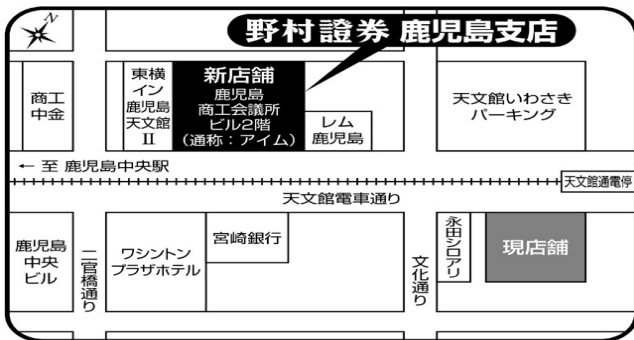 野村證券 鹿児島支店
商工
中金
東横
イン
鹿児島
天文館
II
新店舗
鹿児島
商工会議所
ビル2階
(通称:アイム)
レム
鹿児島
天文館いわさき
パーキング
← 至 鹿児島中央駅
天文館通電停
天文館電車通り
鹿児島
中央
ビル
二官橋通り
ワシントン
プラザホテル
宮崎銀行
文化通り
永田シロアリ
現店舗